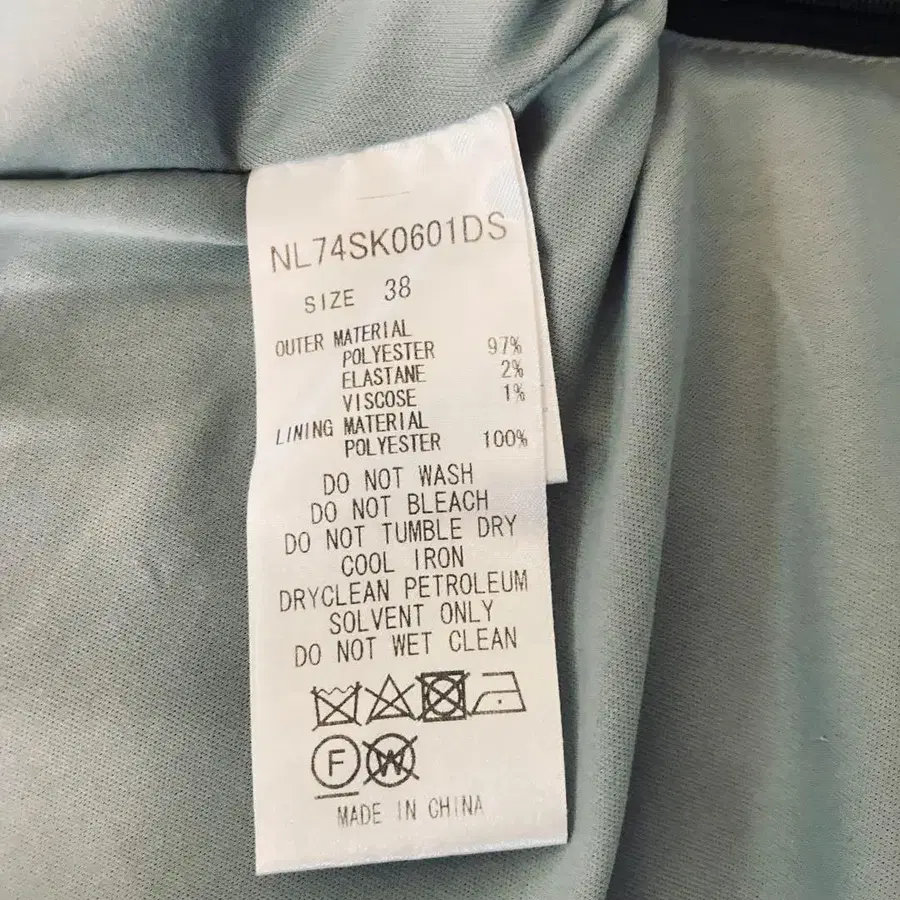 NL74SK0601DS
SIZE 38
OUTER MATERIAL
POLYESTER 97%
ELASTANE 2%
VISCOSE 1%
LINING MATERIAL
POLYESTER 100%
DO NOT WASH
DO NOT BLEACH
DO NOT TUMBLE DRY
COOL IRON
DRYCLEAN PETROLEUM
SOLVENT ONLY
DO NOT WET CLEAN
F W
MADE IN CHINA